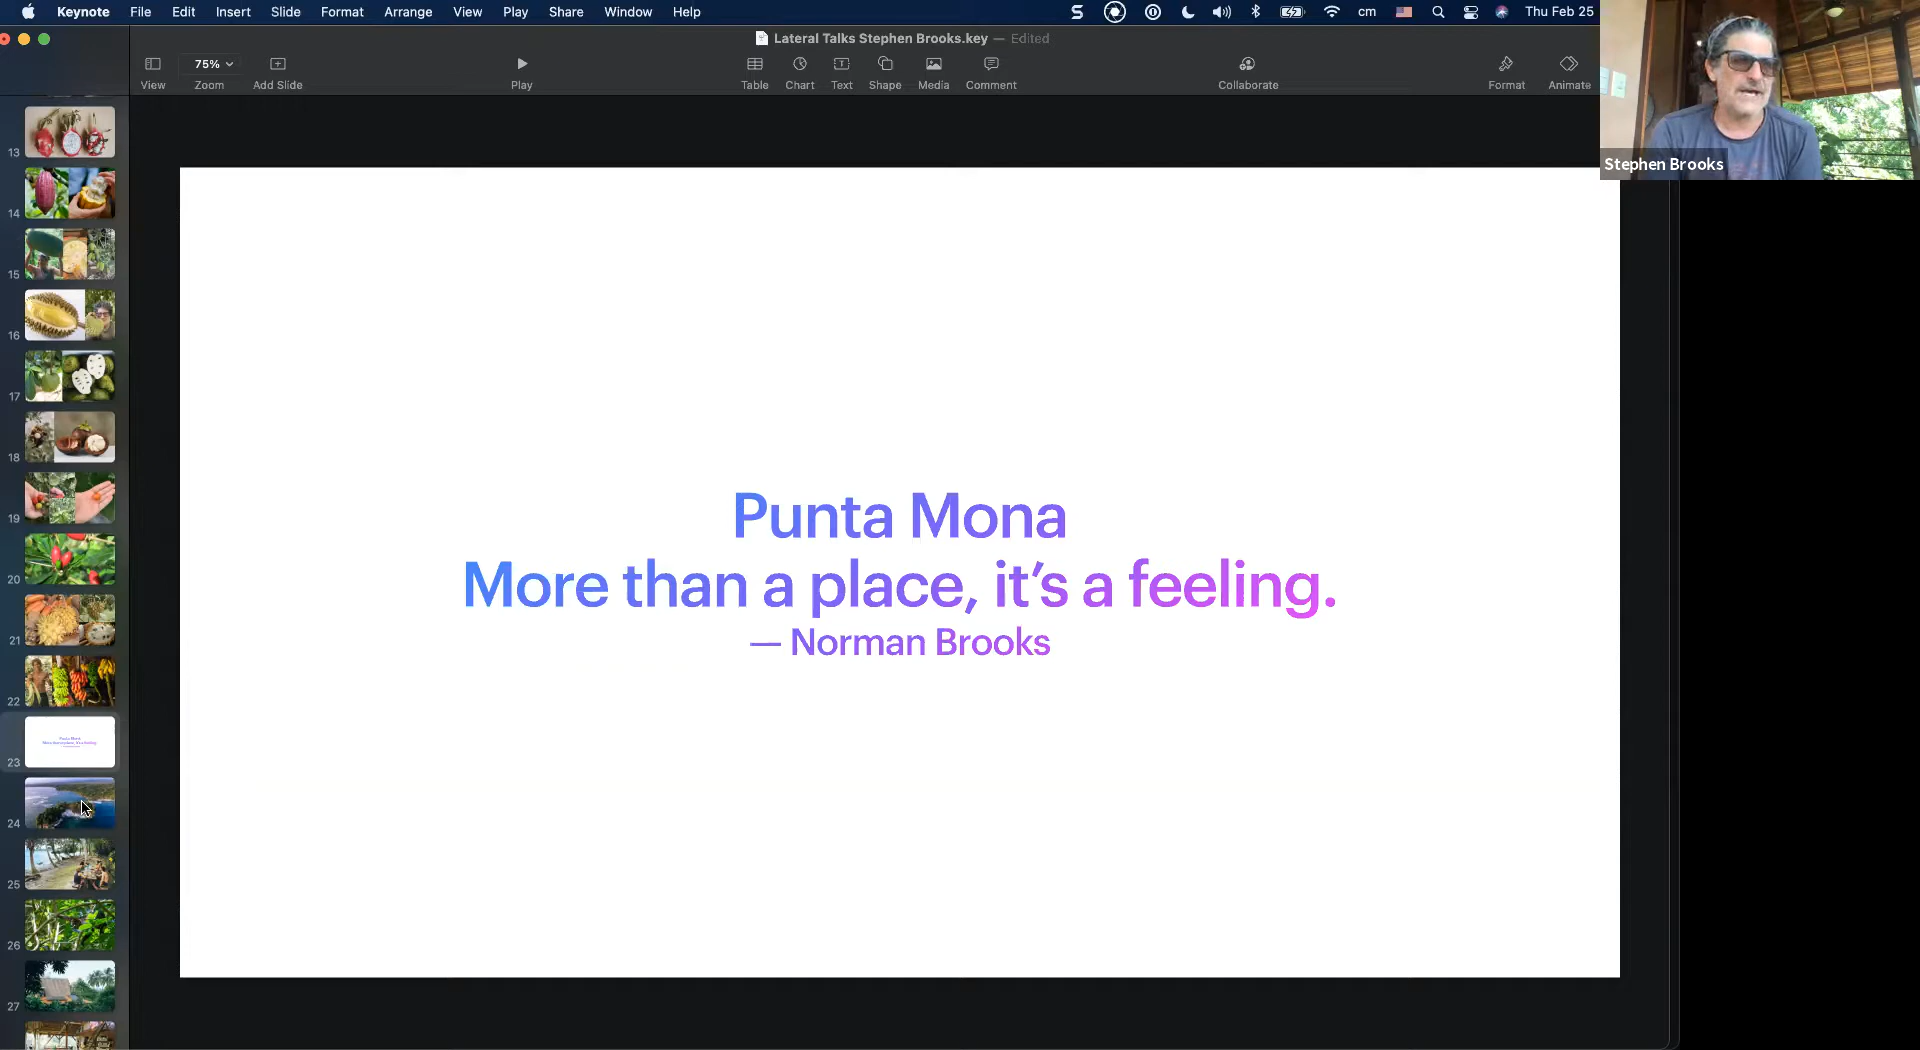 Keynote File Edit Insert Slide Format Arrange View Play Share Window Help cm Thu Feb 25
Lateral Talks Stephen Brooks.key — Edited
75%
View Zoom Add Slide Play Table Chart Text Shape Media Comment Collaborate Format Animate
Stephen Brooks
13
14
15
16
17
18
19
20
21
22
23
24
25
26
27
Punta Mona
More than a place, it’s a feeling.
— Norman Brooks